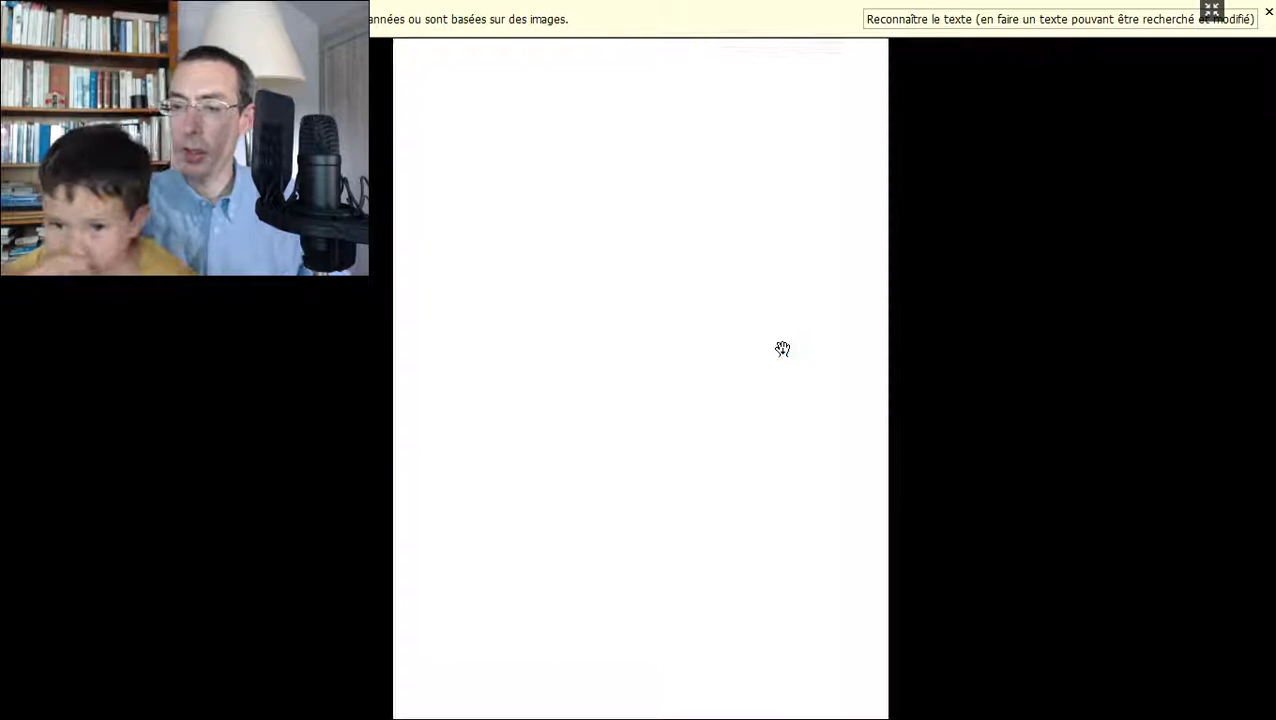 années ou sont basées sur des images.
Reconnaître le texte (en faire un texte pouvant être recherché et modifié)